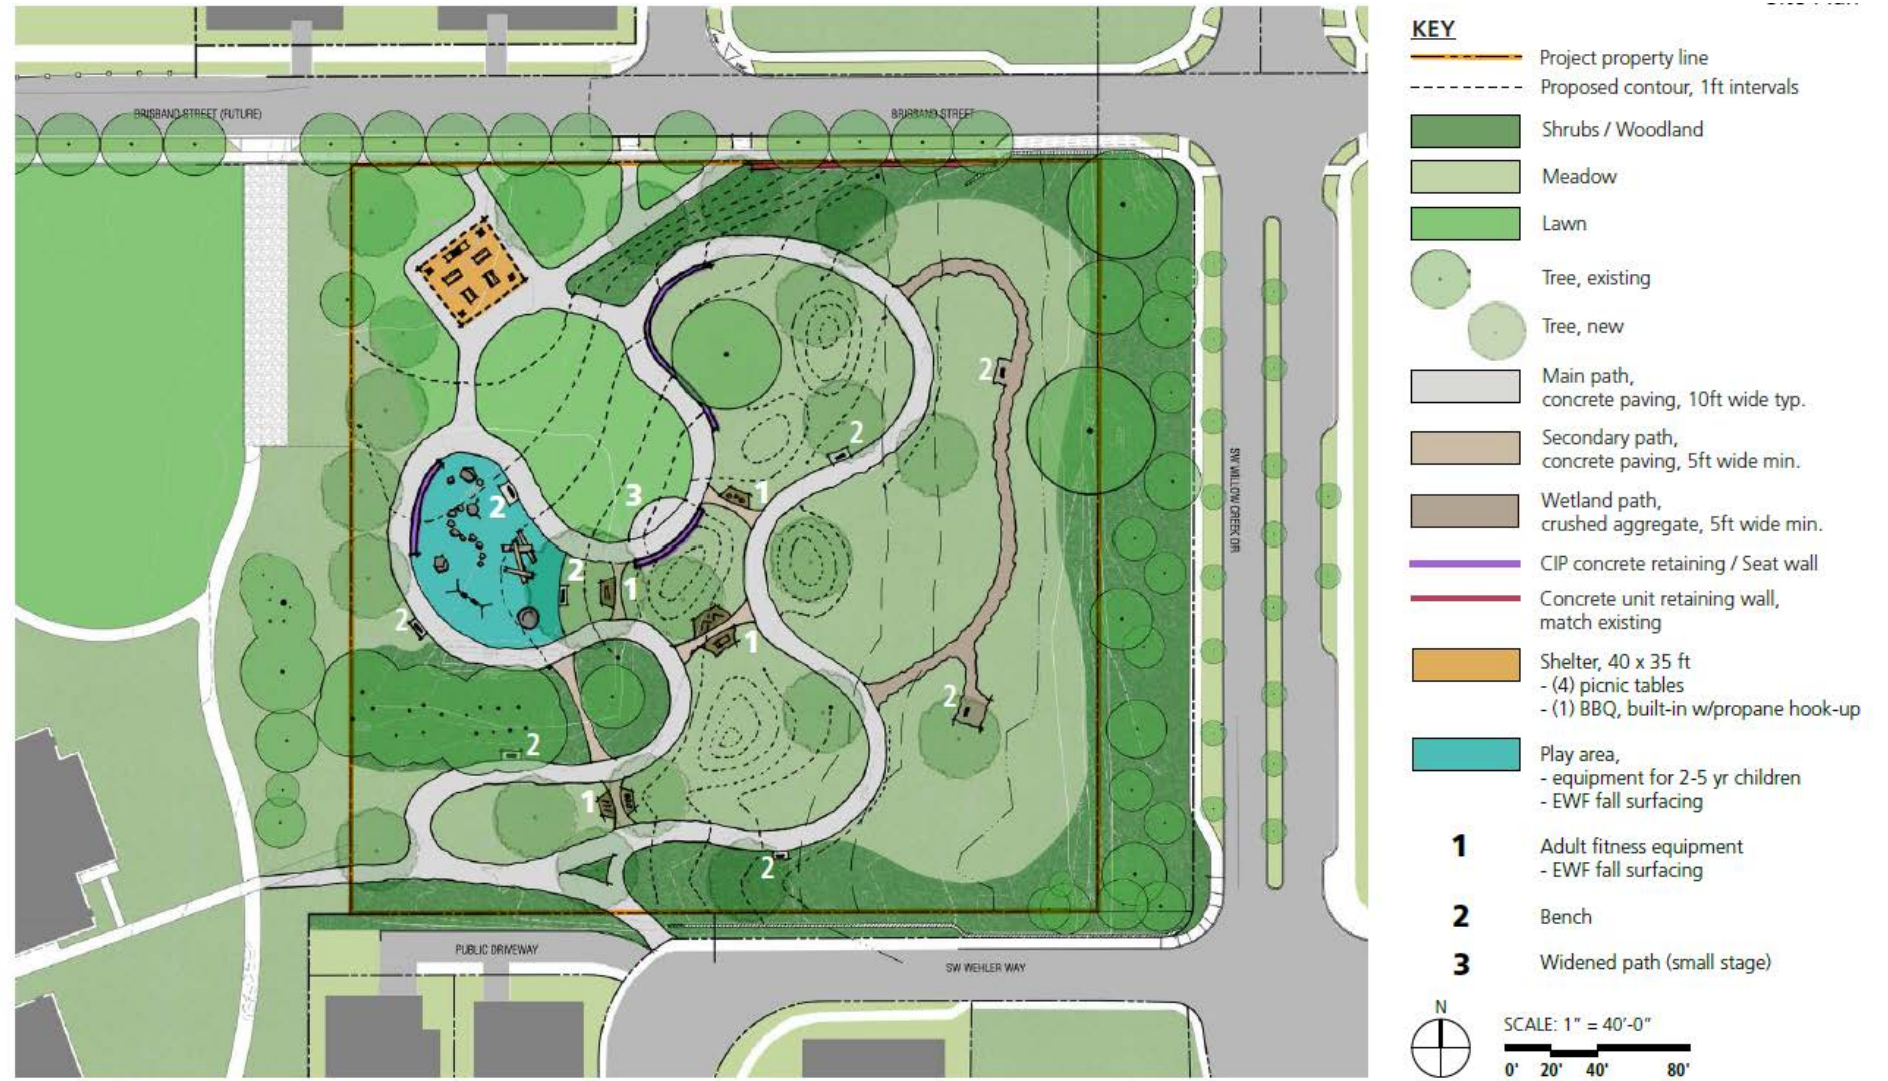 KEY
Project property line
Proposed contour, 1ft intervals
Shrubs / Woodland
Meadow
Lawn
Tree, existing
Tree, new
Main path,
concrete paving, 10ft wide typ.
Secondary path,
concrete paving, 5ft wide min.
Wetland path,
crushed aggregate, 5ft wide min.
CIP concrete retaining / Seat wall
Concrete unit retaining wall,
match existing
Shelter, 40 x 35 ft
- (4) picnic tables
- (1) BBQ, built-in w/propane hook-up
Play area,
- equipment for 2-5 yr children
- EWF fall surfacing
1 Adult fitness equipment
- EWF fall surfacing
2 Bench
3 Widened path (small stage)
N
SCALE: 1” = 40’-0”
0' 20' 40' 80'
BRISBAND STREET (FUTURE)
BRISBAND STREET
2
2
3
1
2
2
1
2
1
2
2
1
2
SW WILLOW CREEK DR
PUBLIC DRIVEWAY
SW WEHLER WAY